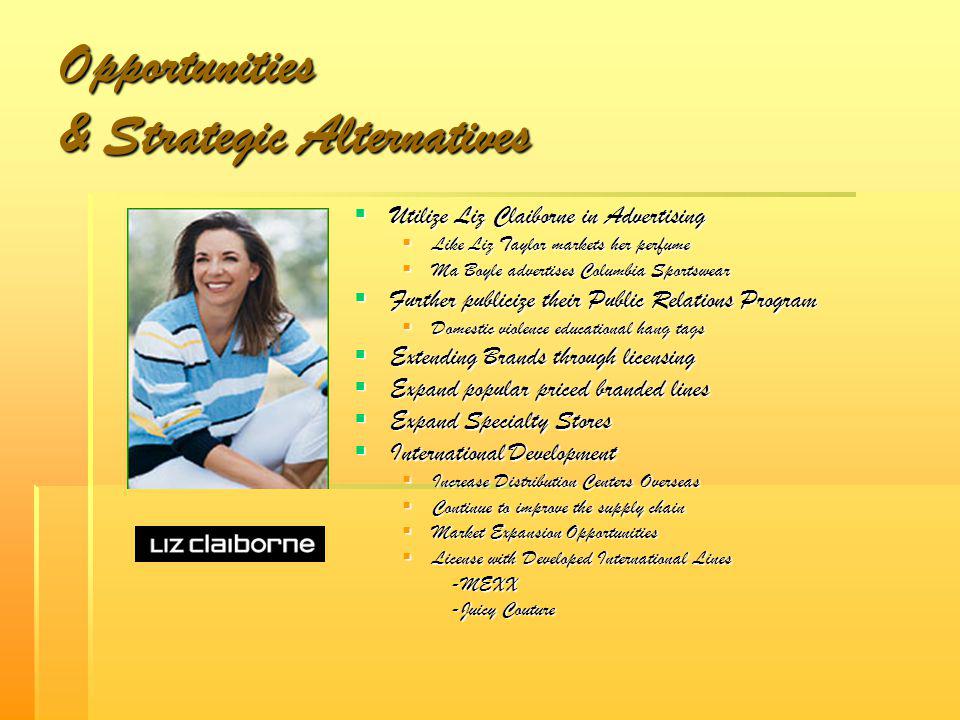 Opportunities
& Strategic Alternatives
Utilize Liz Claiborne in Advertising
Like Liz Taylor markets her perfume
Ma Boyle advertises Columbia Sportswear
Further publicize their Public Relations Program
Domestic violence educational hang tags
Extending Brands through licensing
Expand popular priced branded lines
Expand Specialty Stores
International Development
Increase Distribution Centers Overseas
Continue to improve the supply chain
Market Expansion Opportunities
License with Developed International Lines
-MEXX
-Juicy Couture
LIZ claiborne